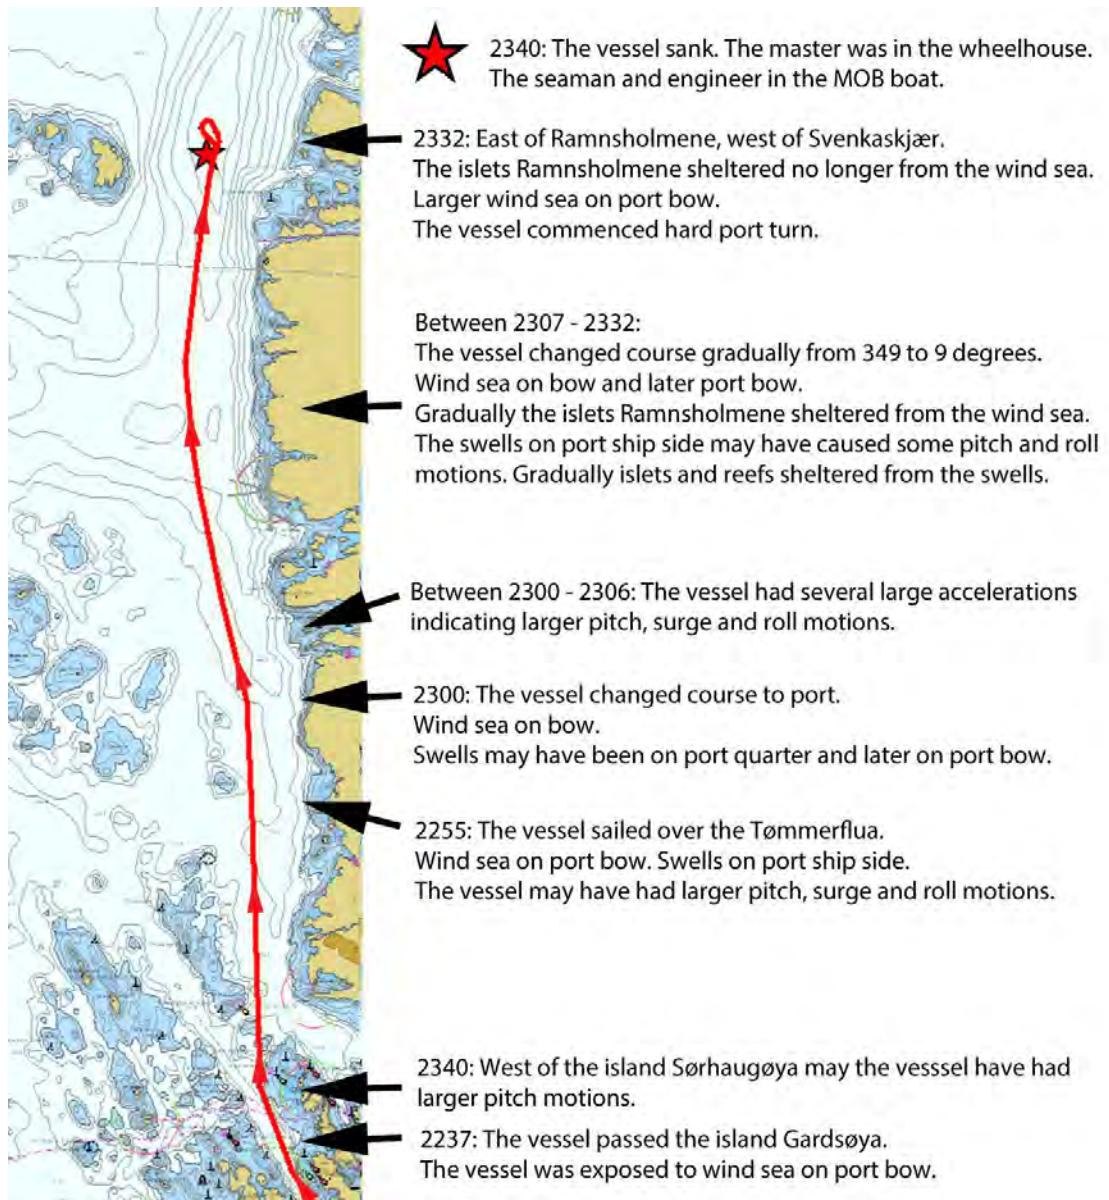 2340: The vessel sank. The master was in the wheelhouse.
The seaman and engineer in the MOB boat.
2332: East of Ramnsholmene, west of Svenkaskjær.
The islets Ramnsholmene sheltered no longer from the wind sea.
Larger wind sea on port bow.
The vessel commenced hard port turn.
Between 2307 - 2332:
The vessel changed course gradually from 349 to 9 degrees.
Wind sea on bow and later port bow.
Gradually the islets Ramnsholmene sheltered from the wind sea.
The swells on port ship side may have caused some pitch and roll
motions. Gradually islets and reefs sheltered from the swells.
Between 2300 - 2306: The vessel had several large accelerations
indicating larger pitch, surge and roll motions.
2300: The vessel changed course to port.
Wind sea on bow.
Swells may have been on port quarter and later on port bow.
2255: The vessel sailed over the Tømmerflua.
Wind sea on port bow. Swells on port ship side.
The vessel may have had larger pitch, surge and roll motions.
2340: West of the island Sørhaugøya may the vesssel have had
larger pitch motions.
2237: The vessel passed the island Gardsøya.
The vessel was exposed to wind sea on port bow.